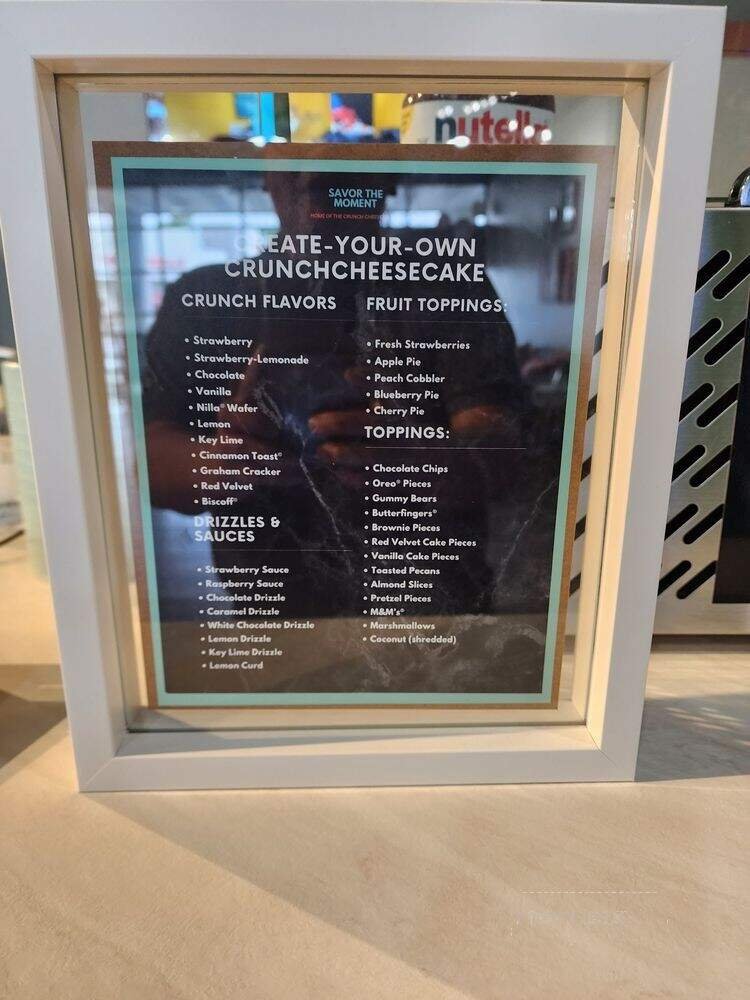 nutella
SAVOR THE
MOMENT
HOME OF THE CRUNCH
CREATE-YOUR-OWN
CRUNCHCHEESECAKE
CRUNCH FLAVORS
• Strawberry
• Strawberry-Lemonade
• Chocolate
• Vanilla
• Nilla® Wafer
• Lemon
• Key Lime
• Cinnamon Toast®
• Graham Cracker
• Red Velvet
• Biscoff®
DRIZZLES &
SAUCES
• Strawberry Sauce
• Raspberry Sauce
• Chocolate Drizzle
• Caramel Drizzle
• White Chocolate Drizzle
• Lemon Drizzle
• Key Lime Drizzle
• Lemon Curd
FRUIT TOPPINGS:
• Fresh Strawberries
• Apple Pie
• Peach Cobbler
• Blueberry Pie
• Cherry Pie
TOPPINGS:
• Chocolate Chips
• Oreo® Pieces
• Gummy Bears
• Butterfingers®
• Brownie Pieces
• Red Velvet Cake Pieces
• Vanilla Cake Pieces
• Toasted Pecans
• Almond Slices
• Pretzel Pieces
• M&M's®
• Marshmallows
• Coconut (shredded)